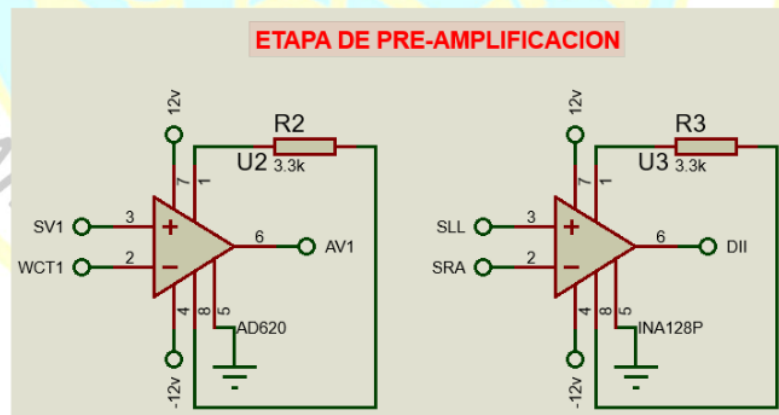 ETAPA DE PRE-AMPLIFICACION
12v
R2
U2 3.3k
7
1
SV1
3
6
AV1
WCT1
2
4
8
5
AD620
-12v
12v
R3
U3 3.3k
7
1
SLL
3
6
DII
SRA
2
4
8
5
INA128P
-12v